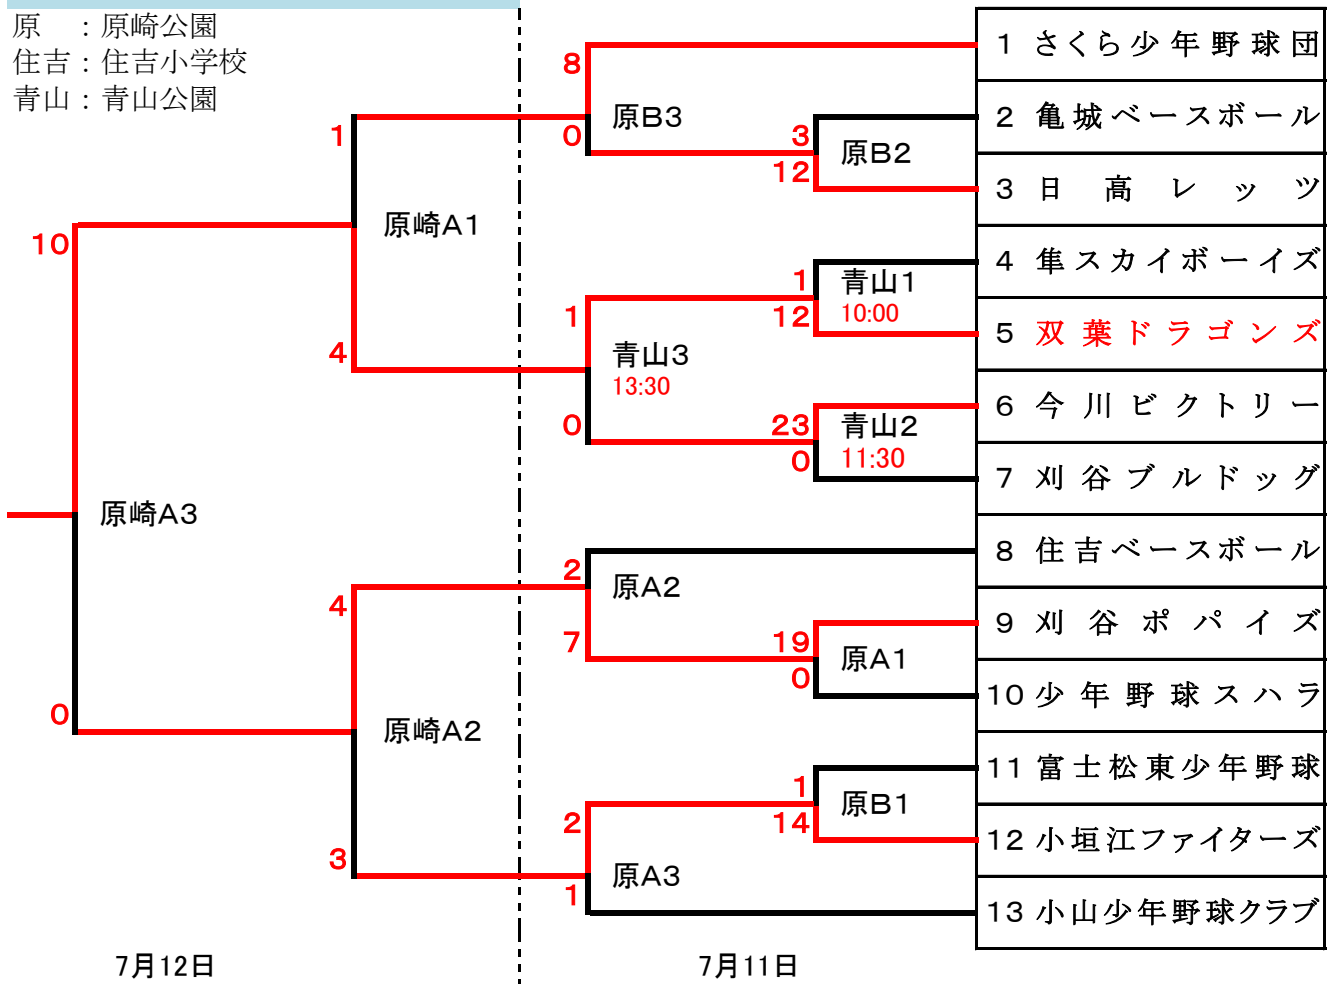 原　：原崎公園
住吉：住吉小学校
青山：青山公園
1 さくら少年野球団
8
原B3
0
2 亀城ベースボール
3
原B2
12
3 日高レッツ
1
原崎A1
4
10
4 隼スカイボーイズ
1
青山1
10:00
12
5 双葉ドラゴンズ
1
青山3
13:30
0
6 今川ビクトリー
23
青山2
11:30
0
7 刈谷ブルドッグ
原崎A3
8 住吉ベースボール
2
原A2
7
9 刈谷ポパイズ
19
原A1
0
10 少年野球スハラ
4
原崎A2
3
0
11 富士松東少年野球
1
原B1
14
12 小垣江ファイターズ
2
原A3
1
13 小山少年野球クラブ
7月12日
7月11日